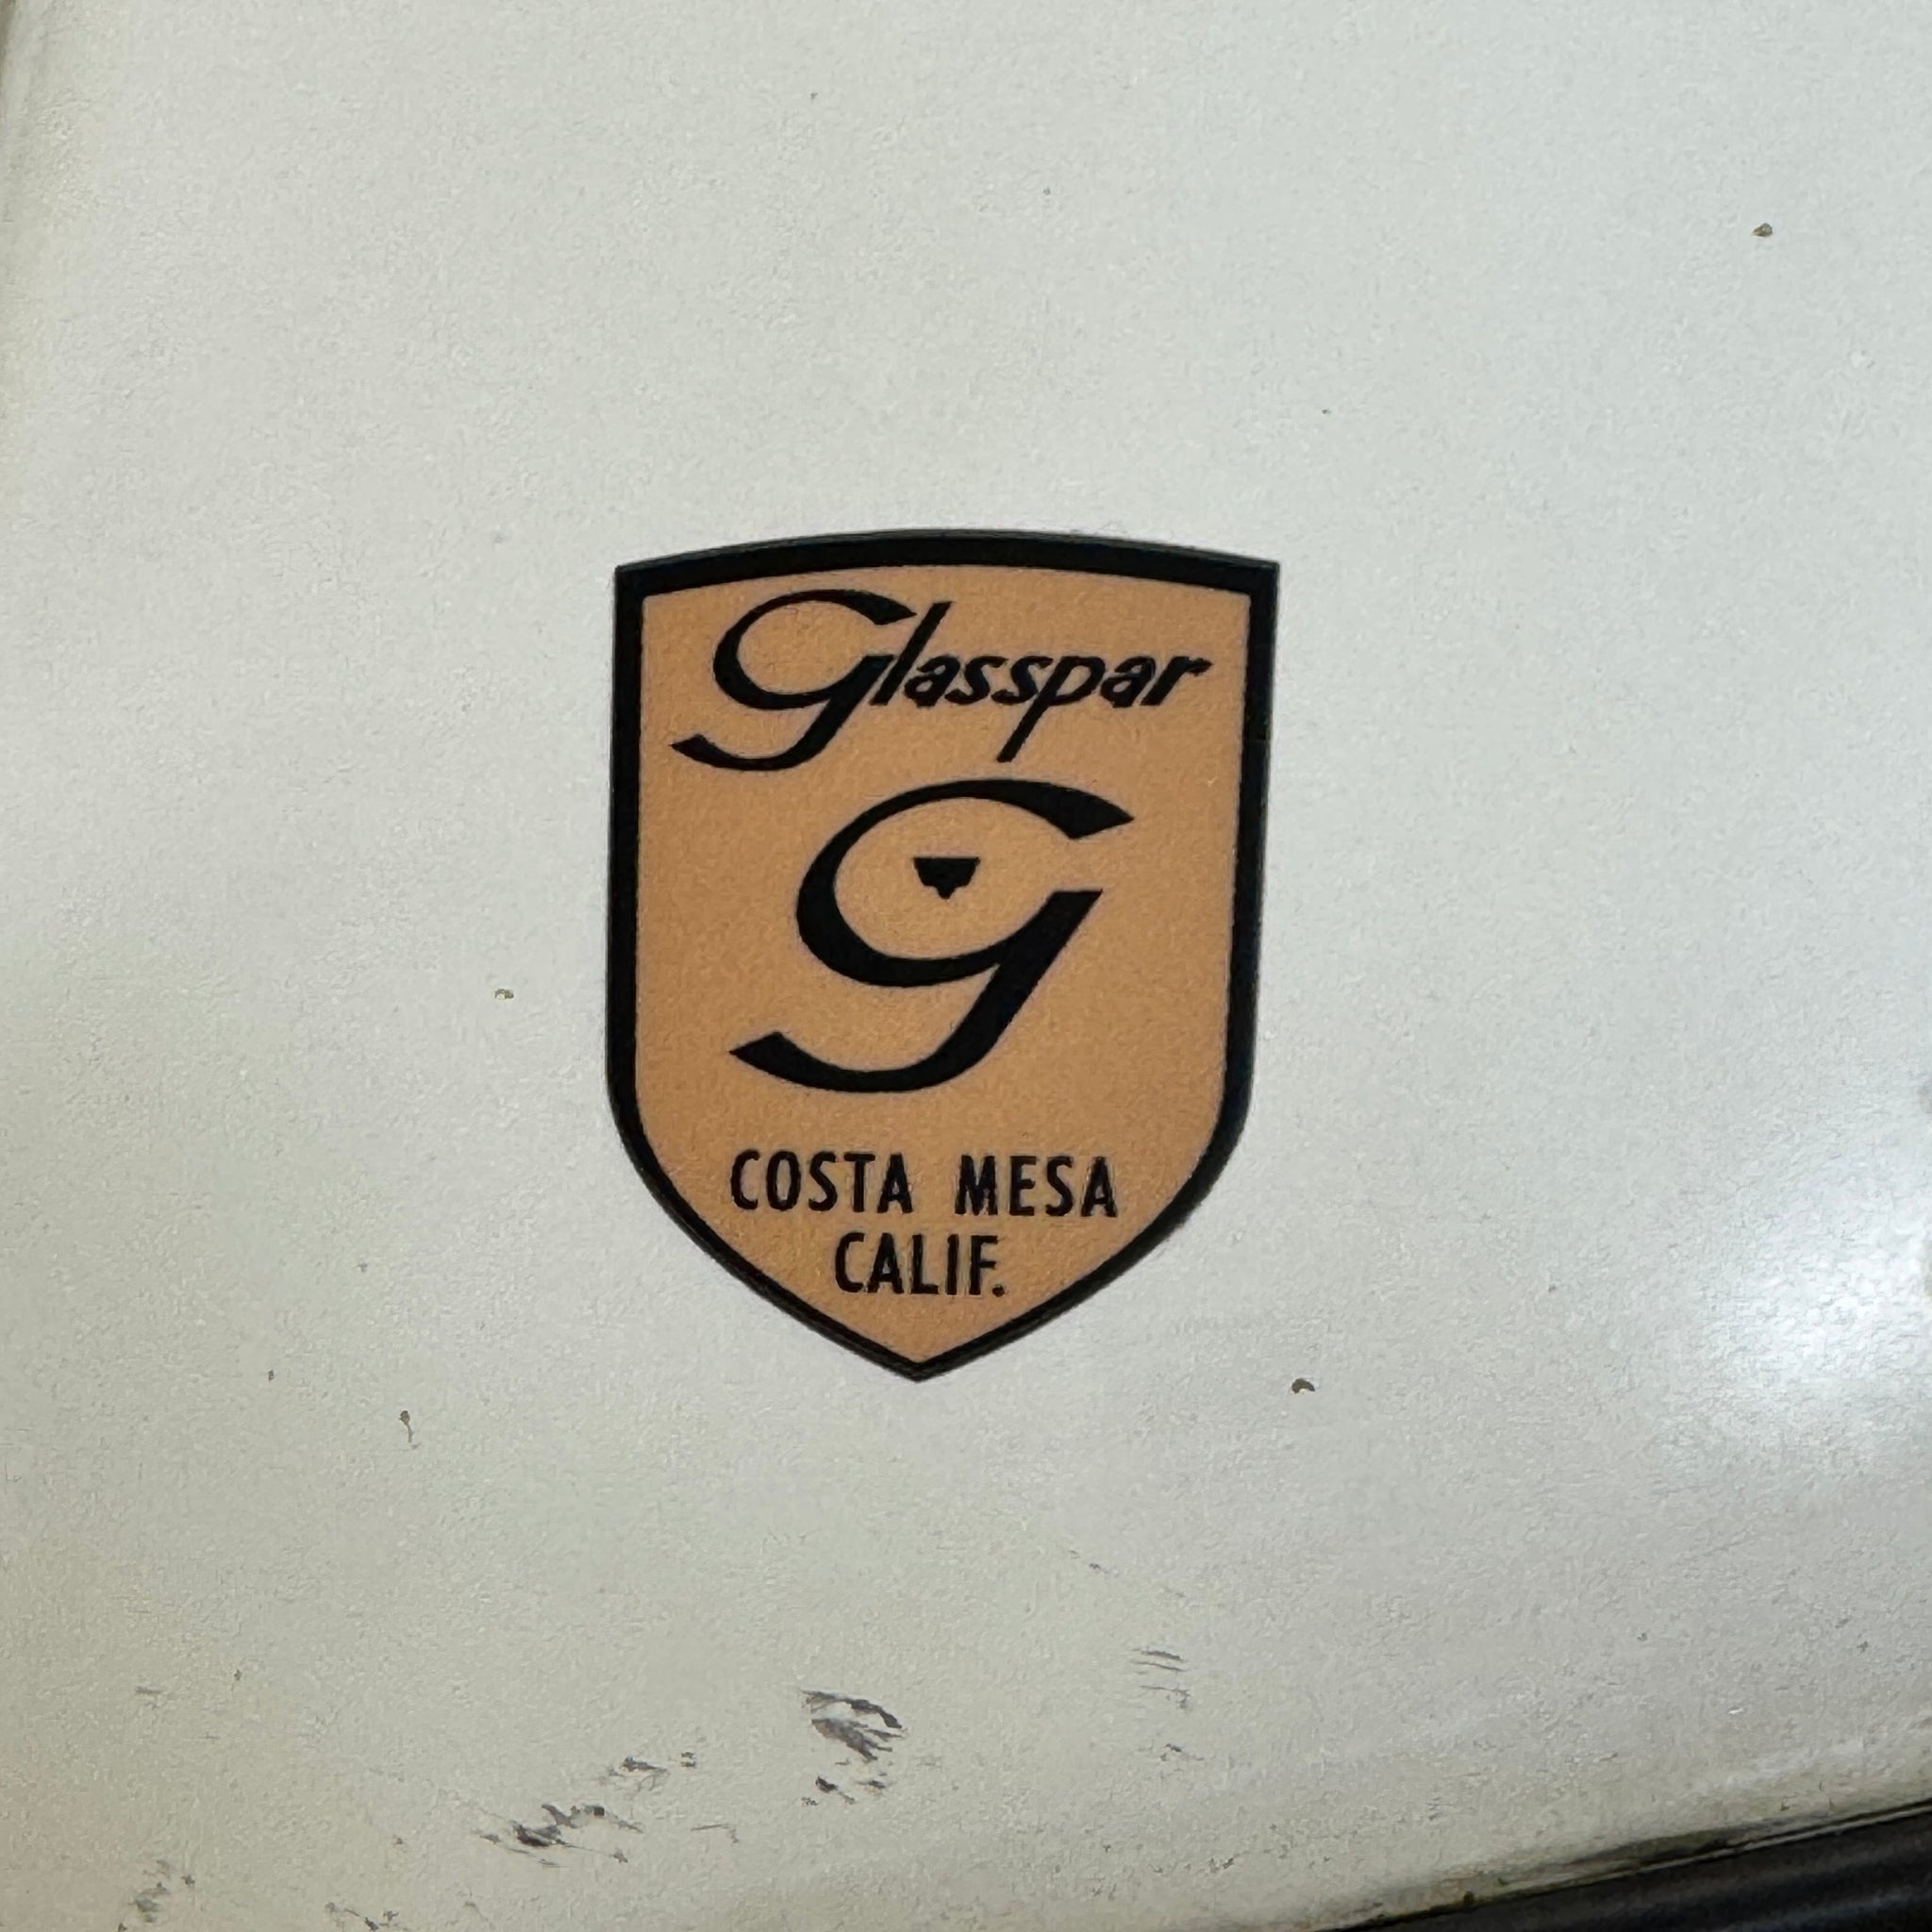 Glasspar
G
COSTA MESA
CALIF.